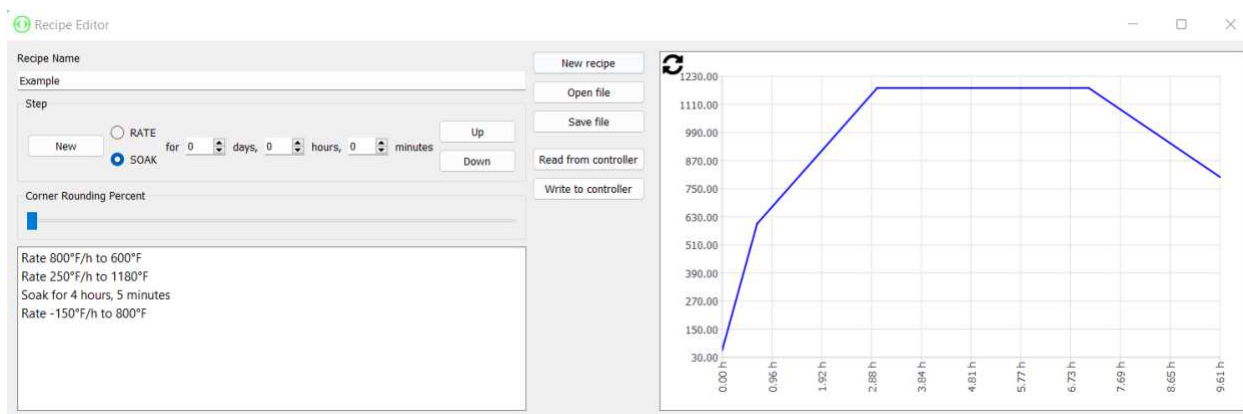 Recipe Editor
Recipe Name
New recipe
Example
Open file
Step
Save file
RATE
New
for 0 days, 0 hours, 0 minutes
Up
SOAK
Down
Read from controller
Write to controller
Corner Rounding Percent
Rate 800°F/h to 600°F
Rate 250°F/h to 1180°F
Soak for 4 hours, 5 minutes
Rate -150°F/h to 800°F
1230.00
1110.00
990.00
870.00
750.00
630.00
510.00
390.00
270.00
150.00
30.00
0.00 h
0.96 h
1.92 h
2.88 h
3.84 h
4.81 h
5.77 h
6.73 h
7.69 h
8.65 h
9.61 h